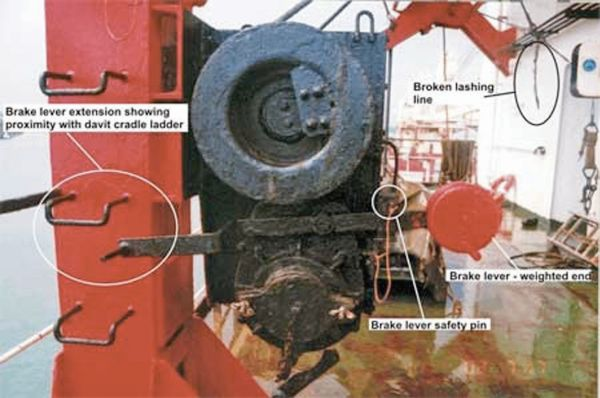 Broken lashing
line
Brake lever extension showing
proximity with davit cradle ladder
Brake lever - weighted end
Brake lever safety pin